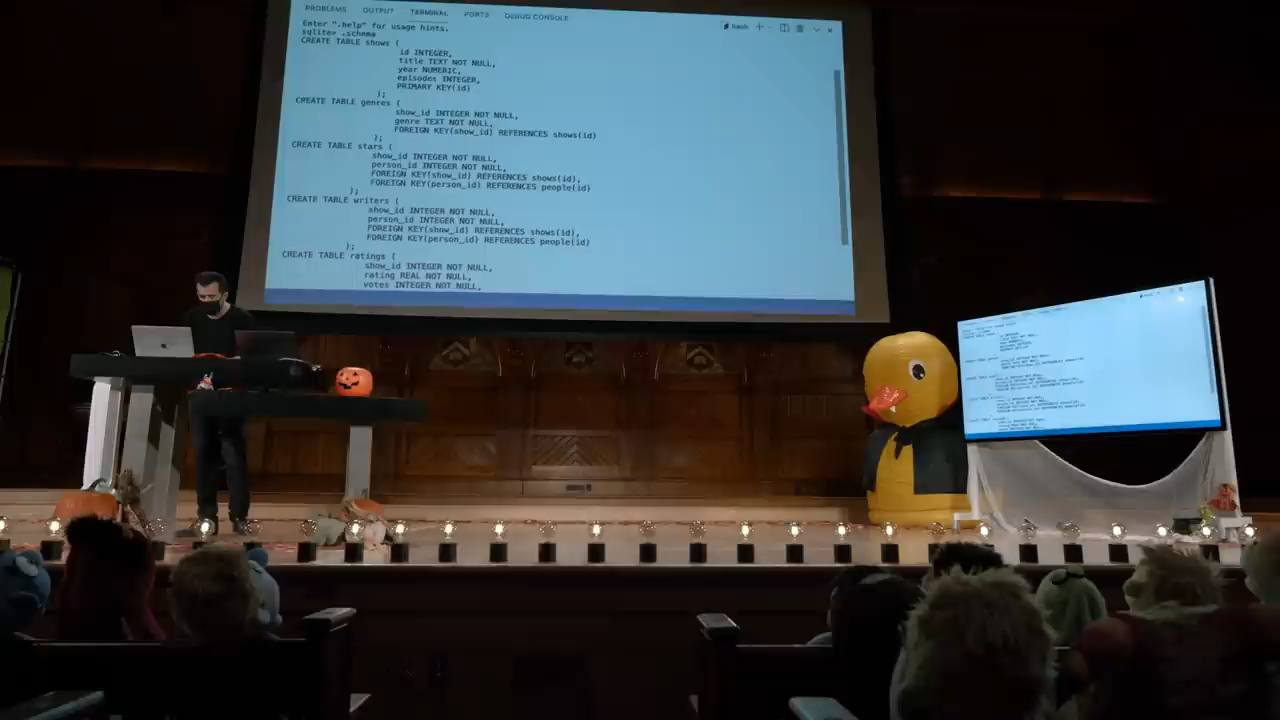 PROBLEMS OUTPUT TERMINAL PORTS DEBUG CONSOLE bash
Enter ".help" for usage hints.
sqlite> .schema
CREATE TABLE shows (
id INTEGER,
title TEXT NOT NULL,
year NUMERIC,
episodes INTEGER,
PRIMARY KEY(id)
);
CREATE TABLE genres (
show_id INTEGER NOT NULL,
genre TEXT NOT NULL,
FOREIGN KEY(show_id) REFERENCES shows(id)
);
CREATE TABLE stars (
show_id INTEGER NOT NULL,
person_id INTEGER NOT NULL,
FOREIGN KEY(show_id) REFERENCES shows(id),
FOREIGN KEY(person_id) REFERENCES people(id)
);
CREATE TABLE writers (
show_id INTEGER NOT NULL,
person_id INTEGER NOT NULL,
FOREIGN KEY(show_id) REFERENCES shows(id),
FOREIGN KEY(person_id) REFERENCES people(id)
);
CREATE TABLE ratings (
show_id INTEGER NOT NULL,
rating REAL NOT NULL,
votes INTEGER NOT NULL,